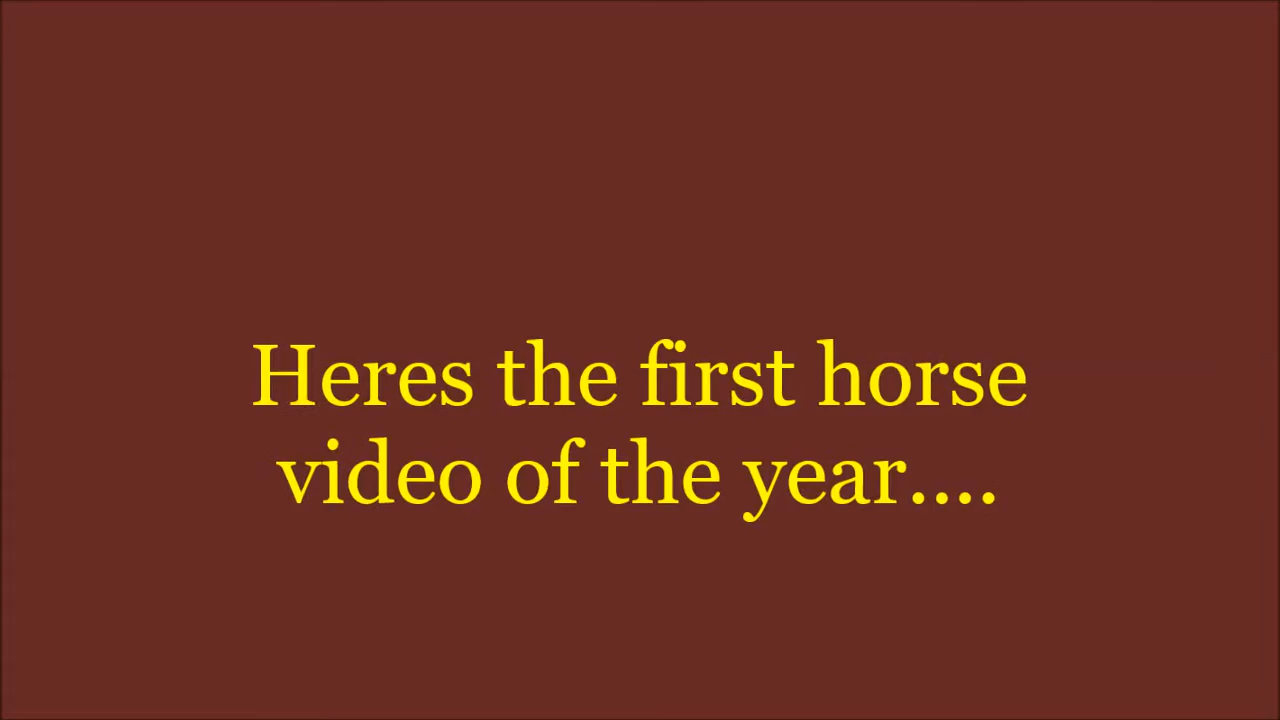 Heres the first horse
video of the year....